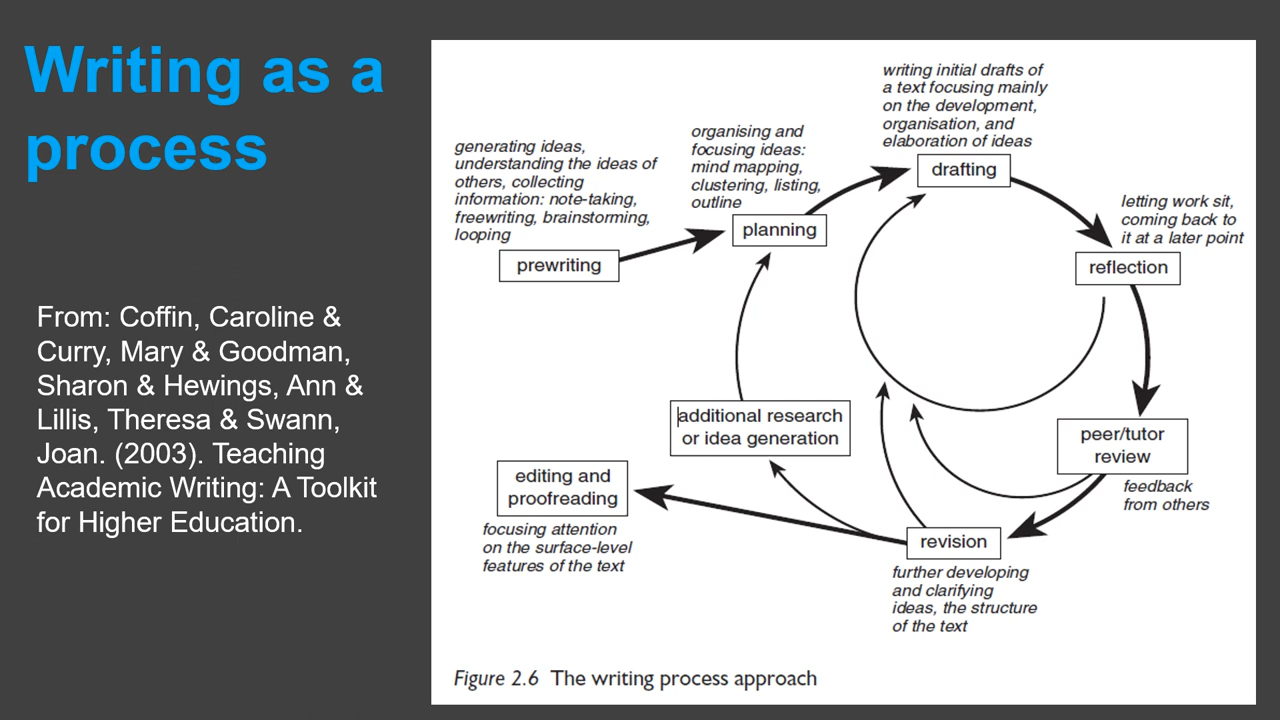 Writing as a
process
From: Coffin, Caroline &
Curry, Mary & Goodman,
Sharon & Hewings, Ann &
Lillis, Theresa & Swann,
Joan. (2003). Teaching
Academic Writing: A Toolkit
for Higher Education.
generating ideas,
understanding the ideas of
others, collecting
information: note-taking,
freewriting, brainstorming,
looping
prewriting
organising and
focusing ideas:
mind mapping,
clustering, listing,
outline
planning
writing initial drafts of
a text focusing mainly
on the development,
organisation, and
elaboration of ideas
drafting
letting work sit,
coming back to
it at a later point
reflection
peer/tutor
review
feedback
from others
revision
further developing
and clarifying
ideas, the structure
of the text
additional research
or idea generation
editing and
proofreading
focusing attention
on the surface-level
features of the text
Figure 2.6 The writing process approach